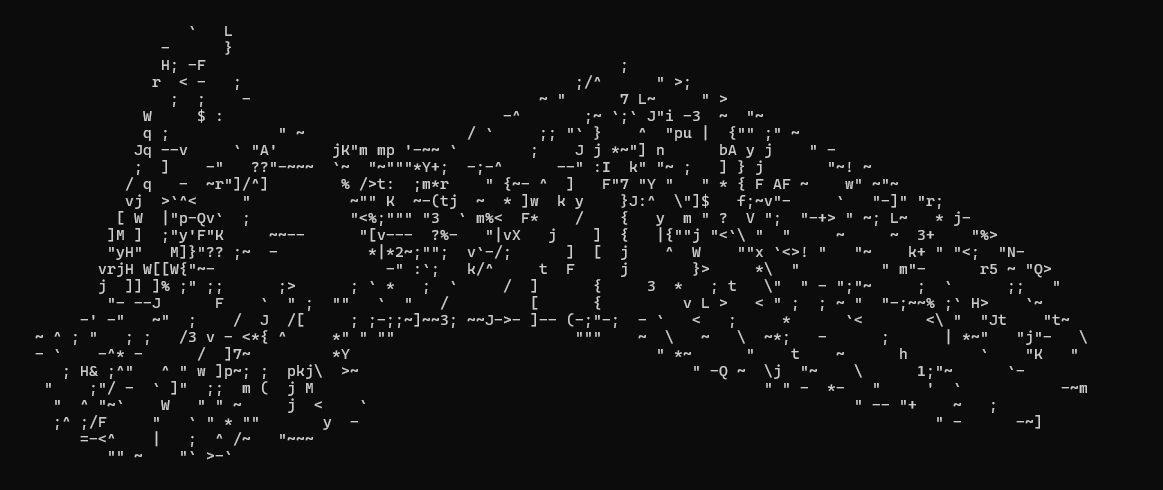 ` L
- }
H; -F ;
r < - ; ;/^ " >;
; ; - ~ " 7 L~ " >
W $ : -^ ;~ `;` J"i -3 ~ "~
q ; " ~ / ` ;; "` } ^ "pu | {"" ;" ~
Jq --v ` "A' jK"m mp '-~~ ` ; J j *~"] n bA y j " -
; ] -" ??"-~~~ `~ "~"""*Y+; -;-^ --" :I k" "~ ; ] } j "~! ~
/ q - ~r"]/^] % />t: ;m*r " {~- ^ ] F"7 "Y " " * { F AF ~ w" ~"~
vj >`^< " ~"" K ~-(tj ~ * ]w k y }J:^ \"]$ f;~v"- ` "-]" "r;
[ W |"p-Qv` ; "<%;""" "3 ` m%< F* / { y m " ? V "; "-+> " ~; L~ * j-
]M ] ;"y'F"K ~~-- "[v--- ?%- "|vX j ] { |{""j "<`\ " " ~ ~ 3+ "%>
"yH" M]}"?? ;~ - *|*2~;""; v`-/; ] [ j ^ W ""x `<>! " "~ k+ " "<; "N-
vrjH W[[W{"~- -" :`; k/^ t F j }> *\ " " m"- r5 ~ "Q>
j ]] ]% ;" ;; ;> ; ` * ; ` / ] { 3 * ; t \" " - ";"~ ; ` ;; "
"- --J F ` " ; "" ` " / [ { v L > < " ; ; ~ " "-;~~% ;` H> `~
-' -" ~" ; / J /[ ; ;-;;~]~~3; ~~J->- ]-- (-;"-; - ` < ; * `< <\ " "Jt "t~
~ ^ ; " ; ; /3 v - <*{ ^ *" " "" """ ~ \ ~ \ ~*; - ; | *~" "j"- \
- ` -^* - / ]7~ *Y " *~ " t ~ h ` "K "
; H& ;^" ^ " w ]p~; ; pkj\ >~ " -Q ~ \j "~ \ 1;"~ `-
" ;"/ - ` ]" ;; m ( j M " " - *- " ' ` -~m
" ^ "~` W " " ~ j < ` " -- "+ ~ ;
;^ ;/F " ` " * "" y - " - -~]
=-<^ | ; ^ /~ "~~~
"" ~ "` >-`